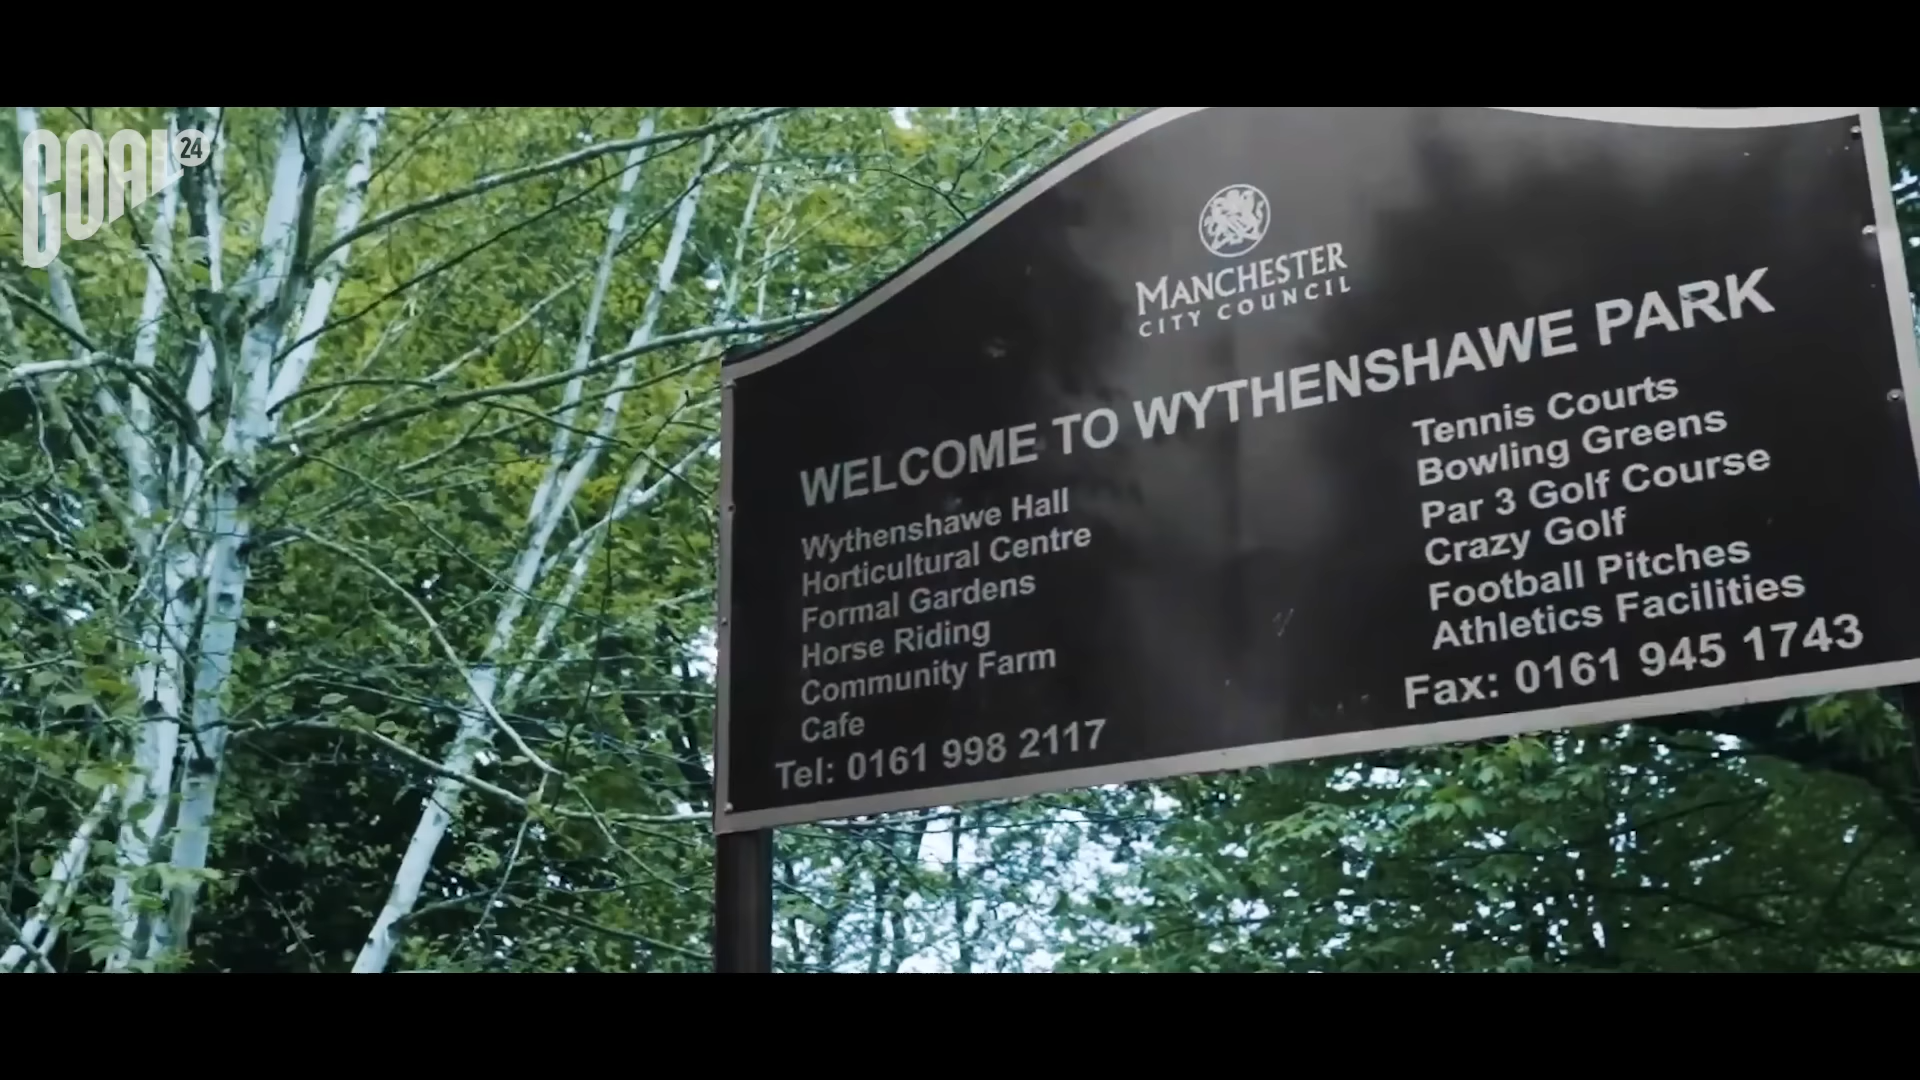 GOAL 24
MANCHESTER
CITY COUNCIL
WELCOME TO WYTHENSHAWE PARK
Wythenshawe Hall
Horticultural Centre
Formal Gardens
Horse Riding
Community Farm
Cafe
Tel: 0161 998 2117
Tennis Courts
Bowling Greens
Par 3 Golf Course
Crazy Golf
Football Pitches
Athletics Facilities
Fax: 0161 945 1743